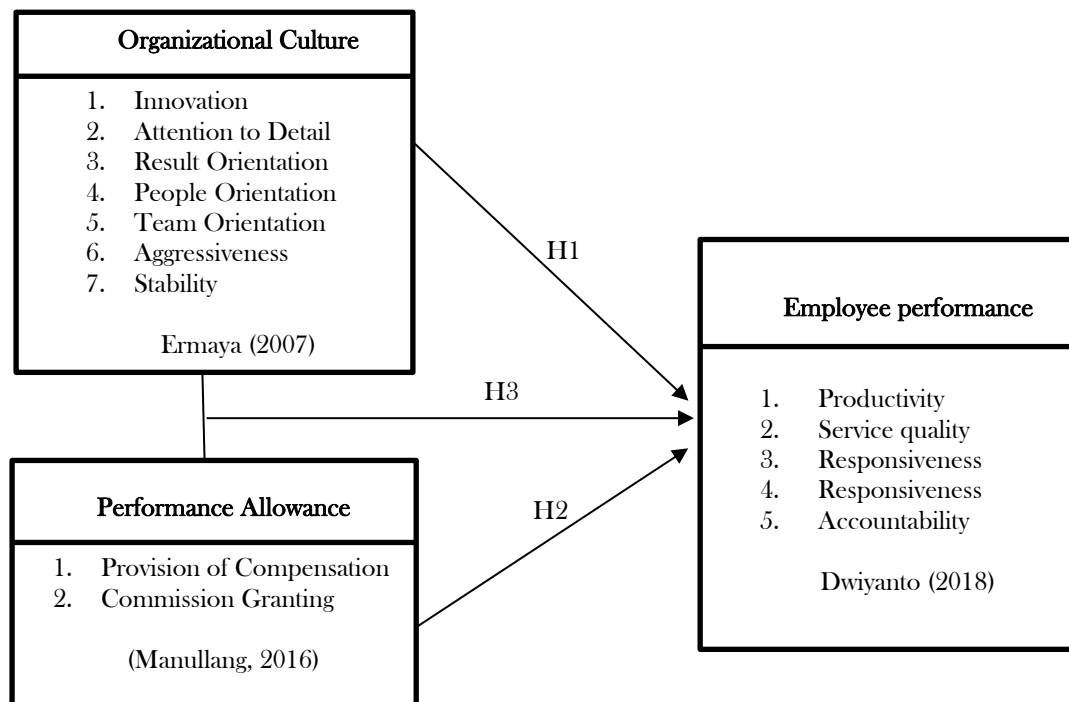 Organizational Culture
1. Innovation
2. Attention to Detail
3. Result Orientation
4. People Orientation
5. Team Orientation
6. Aggressiveness
7. Stability
Ermaya (2007)
H1
H3
H2
Performance Allowance
1. Provision of Compensation
2. Commission Granting
(Manullang, 2016)
Employee performance
1. Productivity
2. Service quality
3. Responsiveness
4. Responsiveness
5. Accountability
Dwiyanto (2018)